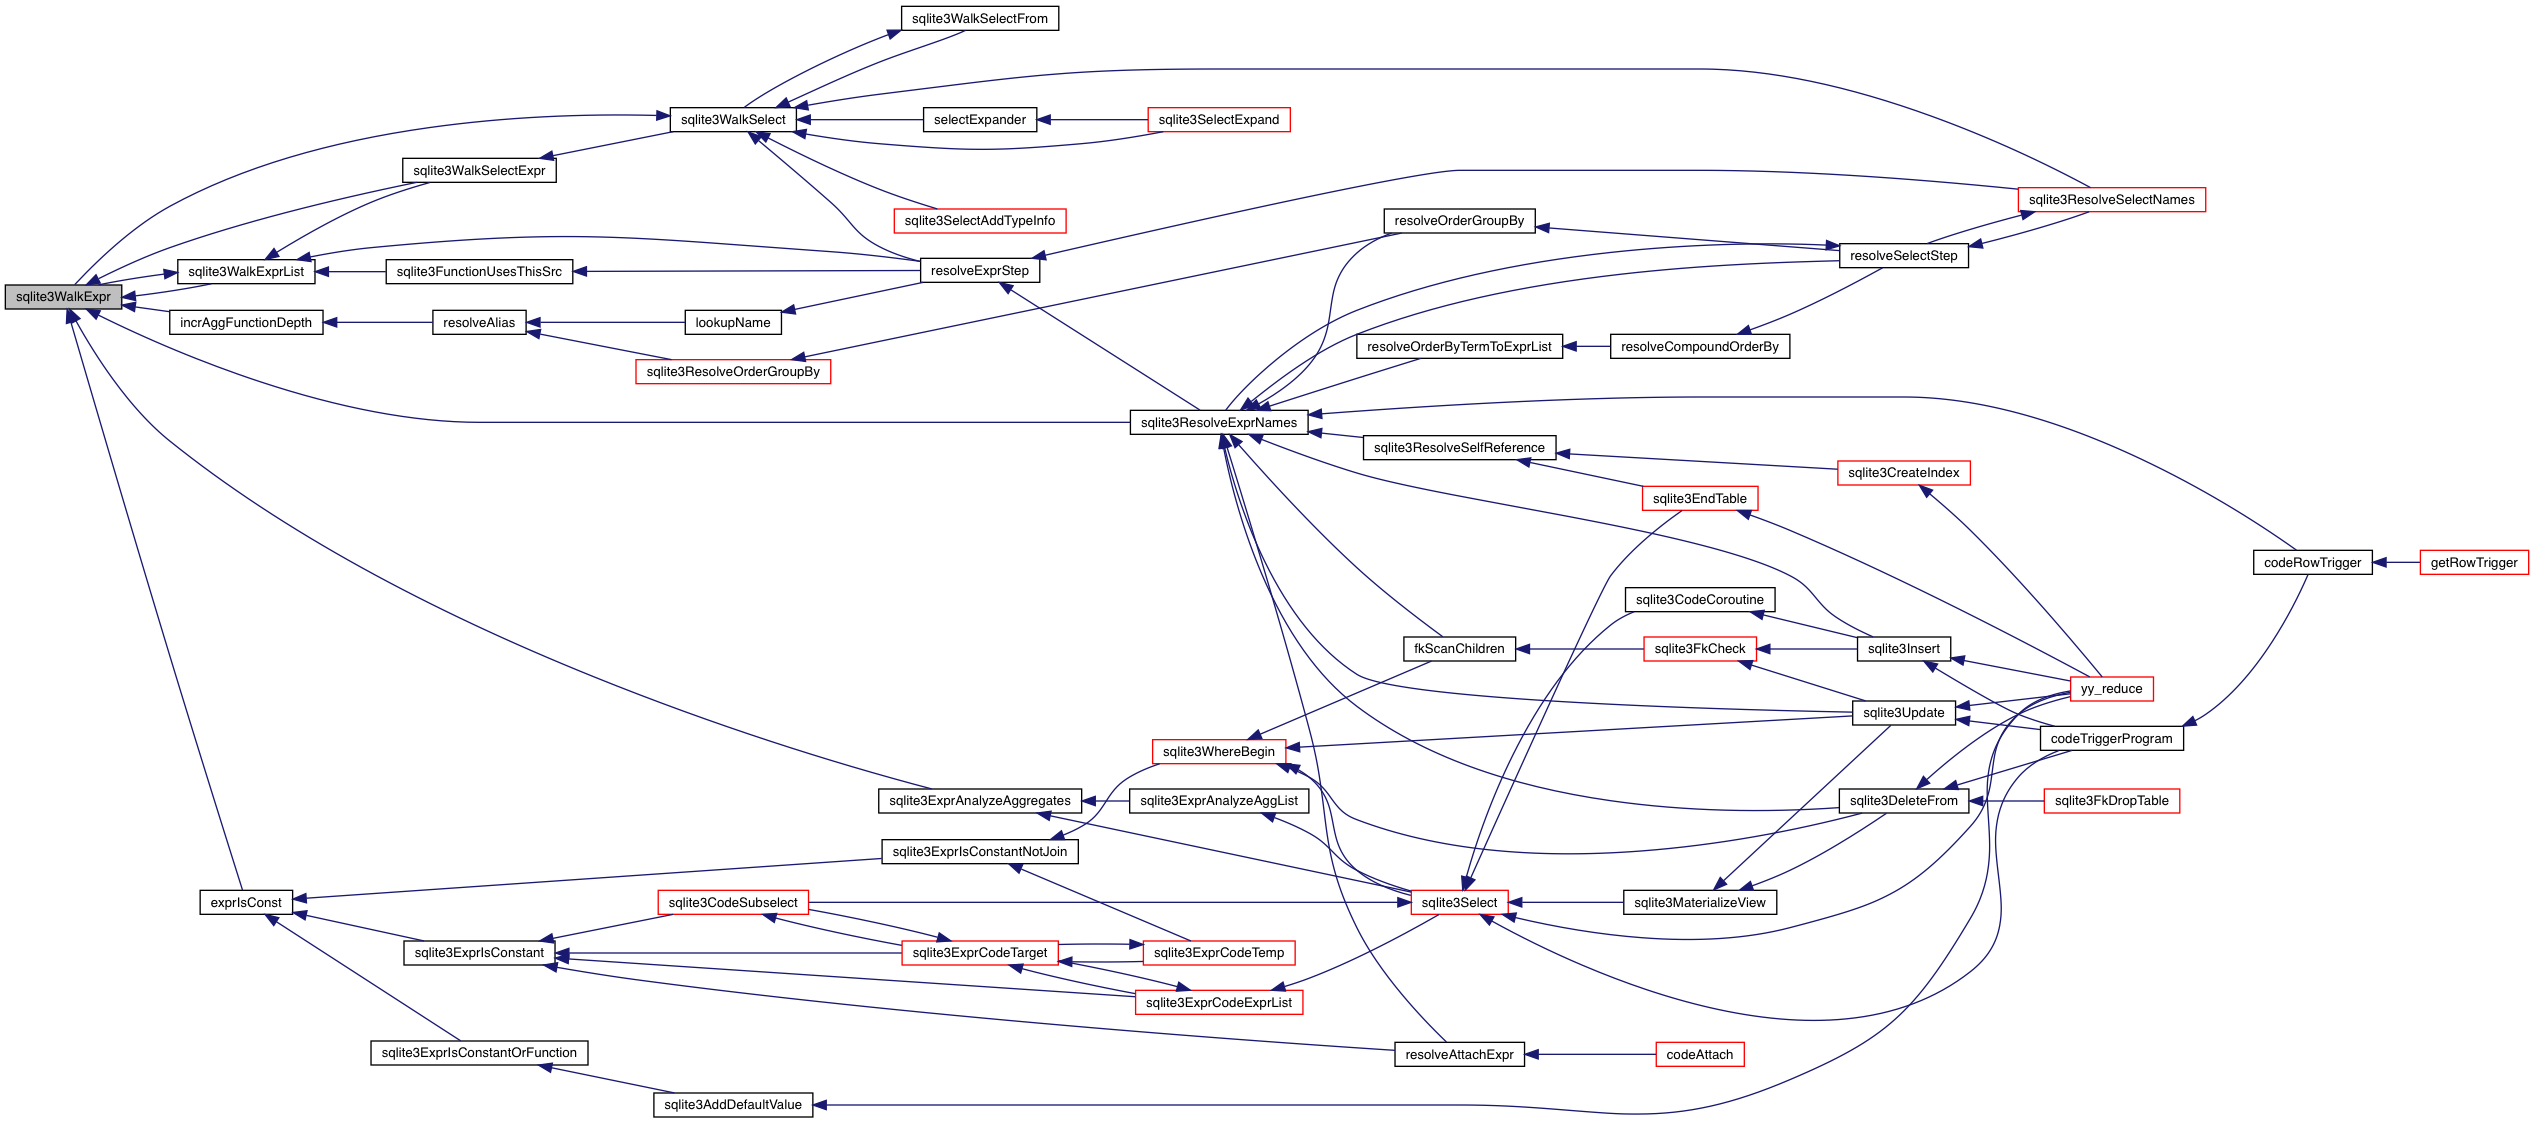 sqlite3WalkSelectFrom
sqlite3WalkSelect
selectExpander
sqlite3SelectExpand
sqlite3WalkSelectExpr
sqlite3ResolveSelectNames
sqlite3SelectAddTypeInfo
resolveOrderGroupBy
resolveSelectStep
sqlite3WalkExprList
sqlite3FunctionUsesThisSrc
resolveExprStep
sqlite3WalkExpr
incrAggFunctionDepth
resolveAlias
lookupName
resolveOrderByTermToExprList
resolveCompoundOrderBy
sqlite3ResolveOrderGroupBy
sqlite3ResolveExprNames
sqlite3ResolveSelfReference
sqlite3CreateIndex
sqlite3EndTable
codeRowTrigger
getRowTrigger
sqlite3CodeCoroutine
fkScanChildren
sqlite3FkCheck
sqlite3Insert
yy_reduce
sqlite3Update
codeTriggerProgram
sqlite3WhereBegin
sqlite3ExprAnalyzeAggregates
sqlite3ExprAnalyzeAggList
sqlite3DeleteFrom
sqlite3FkDropTable
sqlite3ExprIsConstantNotJoin
exprIsConst
sqlite3CodeSubselect
sqlite3Select
sqlite3MaterializeView
sqlite3ExprIsConstant
sqlite3ExprCodeTarget
sqlite3ExprCodeTemp
sqlite3ExprCodeExprList
sqlite3ExprIsConstantOrFunction
resolveAttachExpr
codeAttach
sqlite3AddDefaultValue